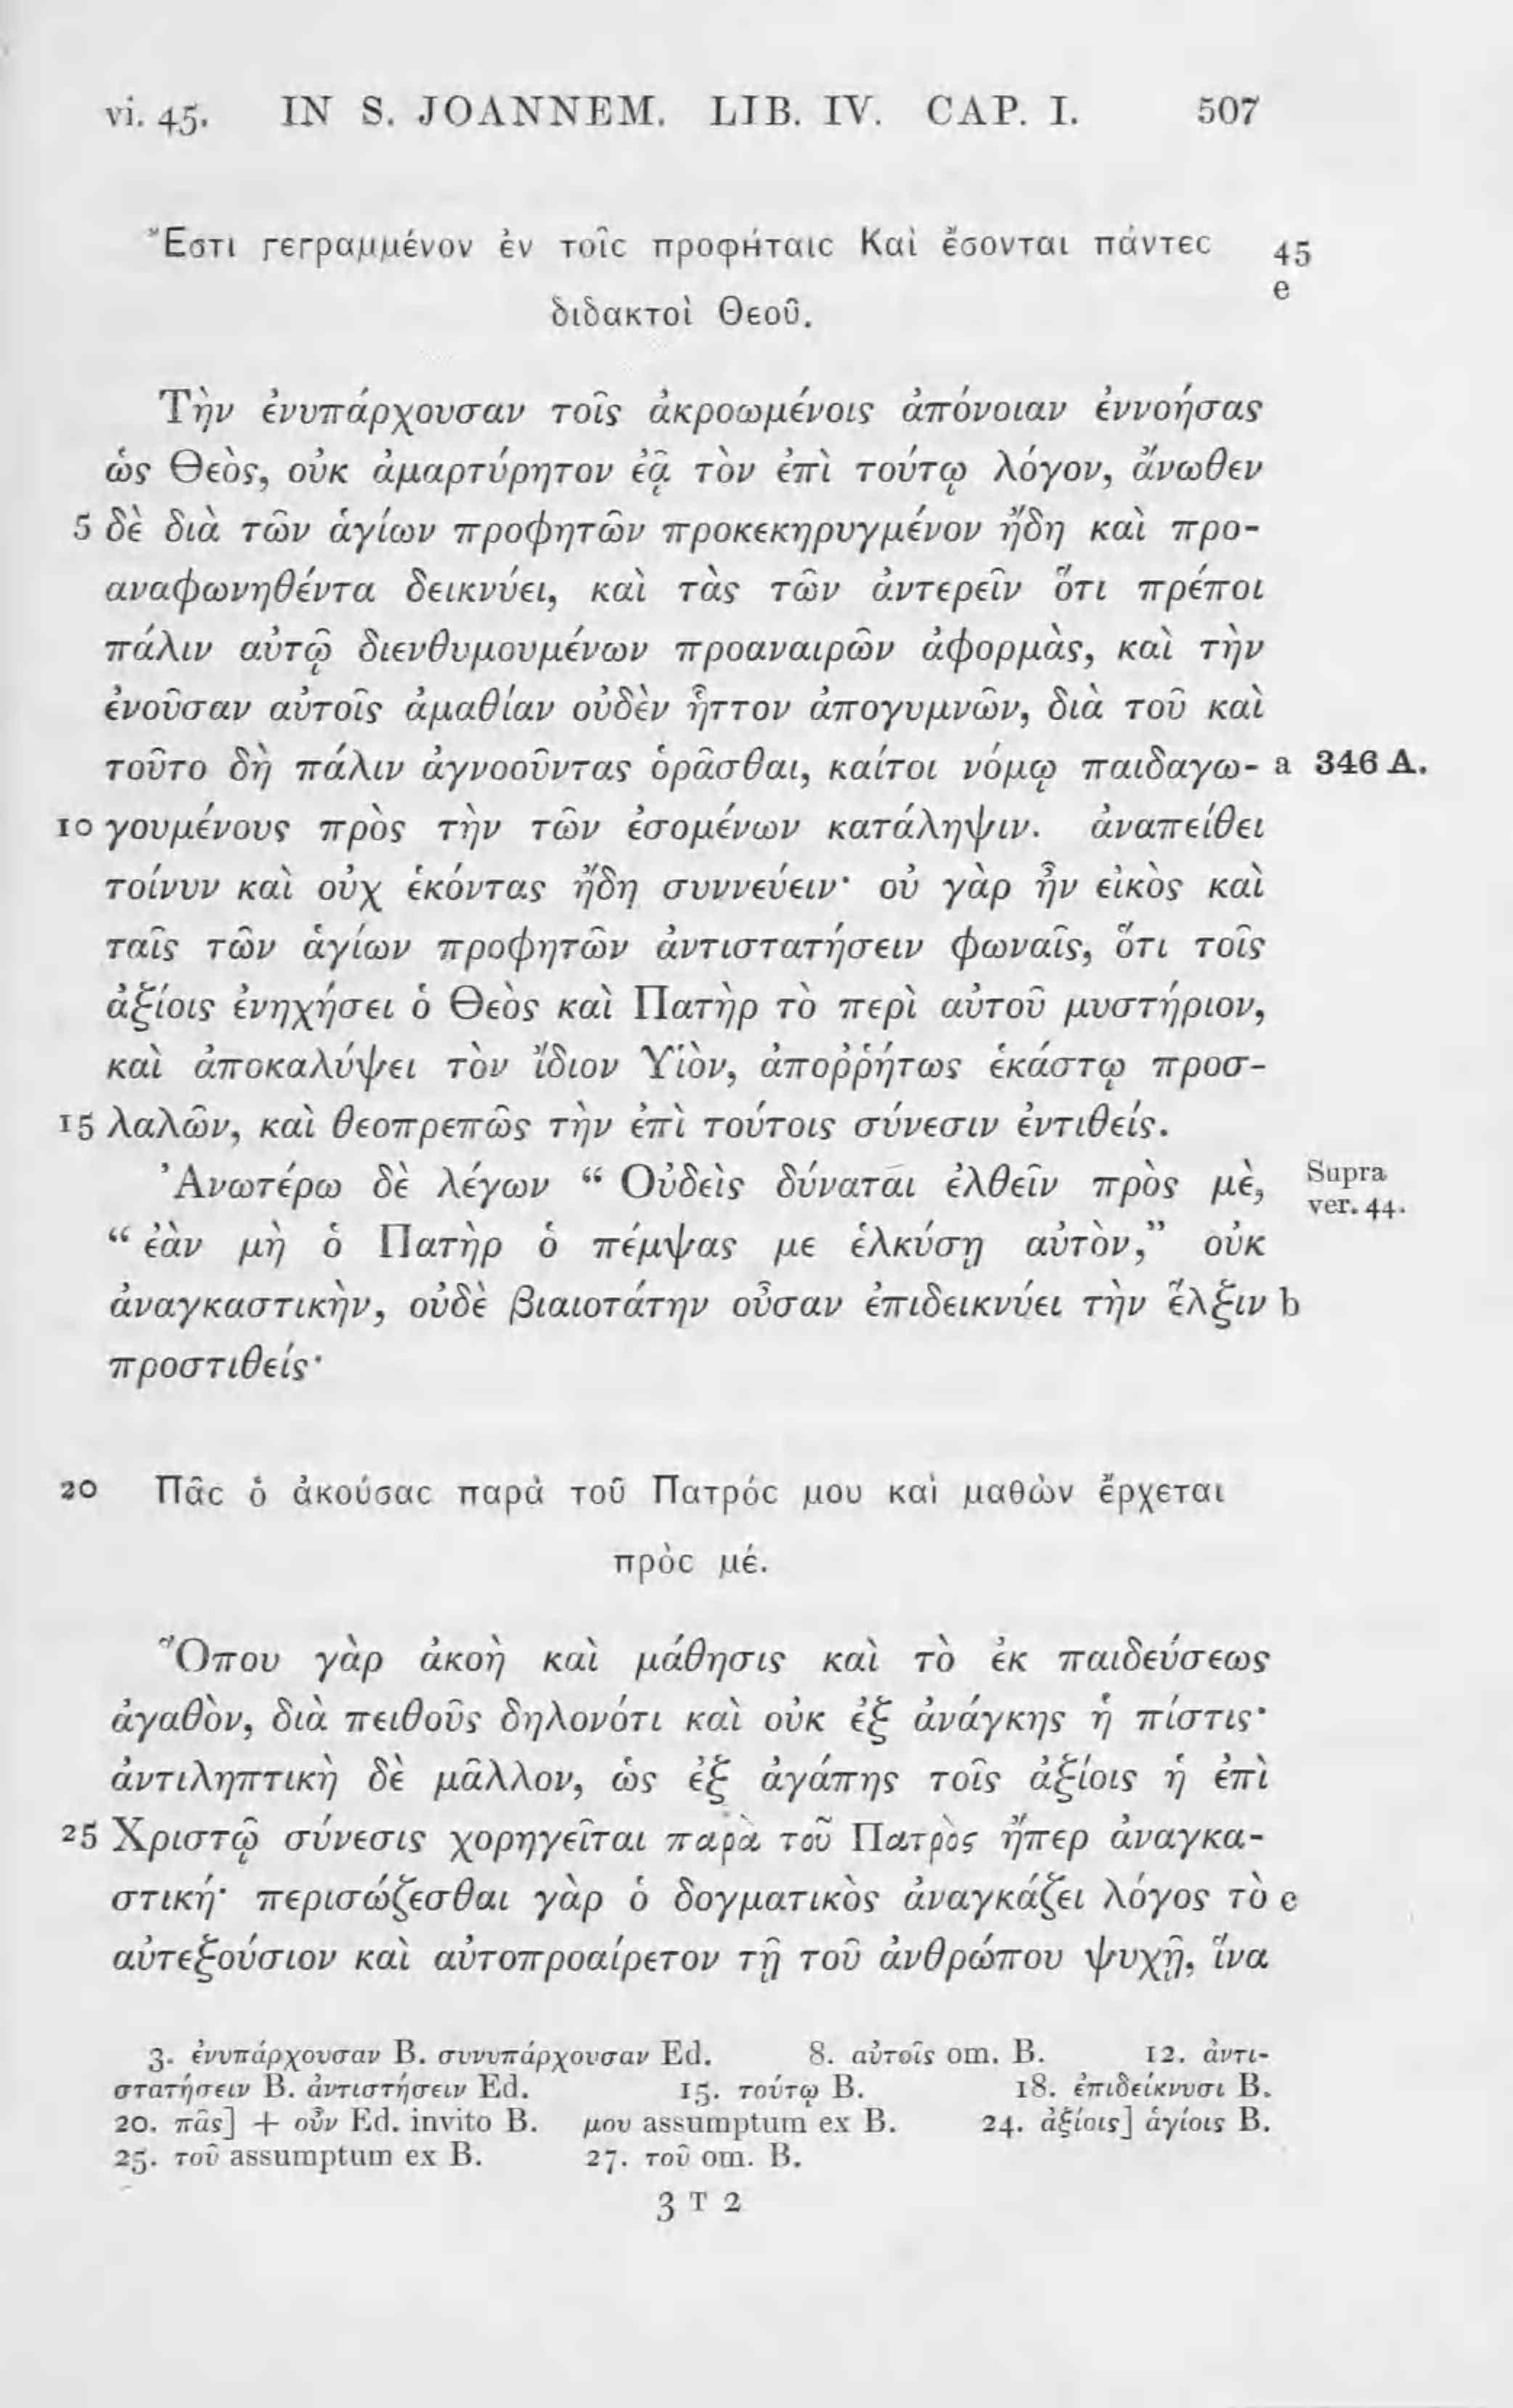 vi. 45. IN S. JOANNEM. LIB. IV. CAP. I. 507
Ἔστι γεγραμμένον ἐν τοῖς προφήταις Καὶ ἔσονται πάντες 45
e
διδακτοὶ Θεοῦ.
Τὴν ἐνυπάρχουσαν τοῖς ἀκροωμένοις ἀπόνοιαν ἐννοήσας
ὡς Θεὸς, οὐκ ἀμαρτύρητον ἐᾷ τὸν ἐπὶ τούτῳ λόγον, ἄνωθεν
5 δὲ διὰ τῶν ἁγίων προφητῶν προκεκηρυγμένον ἤδη καὶ προ-
αναφωνηθέντα δεικνύει, καὶ τὰς τῶν ἀντερεῖν ὅτι πρέποι
πάλιν αὐτῷ διενθυμουμένων προαναιρῶν ἀφορμὰς, καὶ τὴν
ἐνοῦσαν αὐτοῖς ἀμαθίαν οὐδὲν ἧττον ἀπογυμνῶν, διὰ τοῦ καὶ
τοῦτο δὴ πάλιν ἀγνοοῦντας ὁρᾶσθαι, καίτοι νόμῳ παιδαγω- a 346 A.
10 γουμένους πρὸς τὴν τῶν ἐσομένων κατάληψιν. ἀναπείθει
τοίνυν καὶ οὐχ ἑκόντας ἤδη συννεύειν· οὐ γὰρ ἦν εἰκὸς καὶ
ταῖς τῶν ἁγίων προφητῶν ἀντιστατήσειν φωναῖς, ὅτι τοῖς
ἀξίοις ἐνηχήσει ὁ Θεὸς καὶ Πατὴρ τὸ περὶ αὐτοῦ μυστήριον,
καὶ ἀποκαλύψει τὸν ἴδιον Υἱὸν, ἀποῤῥήτως ἑκάστῳ προσ-
15 λαλῶν, καὶ θεοπρεπῶς τὴν ἐπὶ τούτοις σύνεσιν ἐντιθείς.
Ἀνωτέρω δὲ λέγων “ Οὐδεὶς δύναται ἐλθεῖν πρὸς μὲ, Supra
ver. 44.
“ ἐὰν μὴ ὁ Πατὴρ ὁ πέμψας με ἑλκύσῃ αὐτὸν,” οὐκ
ἀναγκαστικὴν, οὐδὲ βιαιοτάτην οὖσαν ἐπιδεικνύει τὴν ἕλξιν b
προστιθείς·
20 Πᾶς ὁ ἀκούσας παρὰ τοῦ Πατρός μου καὶ μαθὼν ἔρχεται
πρὸς μέ.
Ὅπου γὰρ ἀκοὴ καὶ μάθησις καὶ τὸ ἐκ παιδεύσεως
ἀγαθὸν, διὰ πειθοῦς δηλονότι καὶ οὐκ ἐξ ἀνάγκης ἡ πίστις·
ἀντιληπτικὴ δὲ μᾶλλον, ὡς ἐξ ἀγάπης τοῖς ἀξίοις ἡ ἐπὶ
25 Χριστῷ σύνεσις χορηγεῖται παρὰ τοῦ Πατρὸς ἤπερ ἀναγκα-
στική· περισώζεσθαι γὰρ ὁ δογματικὸς ἀναγκάζει λόγος τὸ c
αὐτεξούσιον καὶ αὐτοπροαίρετον τῇ τοῦ ἀνθρώπου ψυχῇ, ἵνα
3. ἐνυπάρχουσαν B. συνυπάρχουσαν Ed. 8. αὐτοῖς om. B. 12. ἀντι-
στατήσειν B. ἀντιστήσειν Ed. 15. τούτῳ B. 18. ἐπιδείκνυσι B.
20. πᾶς] + οὖν Ed. invito B. μου assumptum ex B. 24. ἀξίοις] ἁγίοις B.
25. τοῦ assumptum ex B. 27. τοῦ om. B.
3 T 2